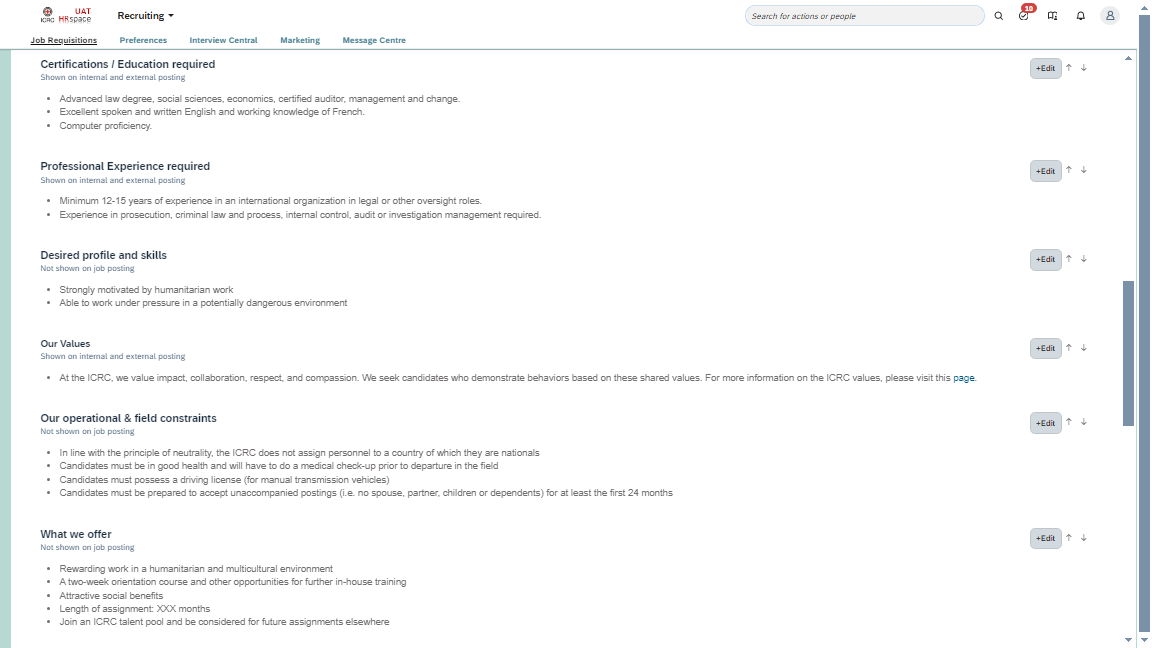 UAT
ICRC HRspace
Recruiting
Search for actions or people
10
Job Requisitions
Preferences
Interview Central
Marketing
Message Centre
Certifications / Education required
+Edit
Shown on internal and external posting
Advanced law degree, social sciences, economics, certified auditor, management and change.
Excellent spoken and written English and working knowledge of French.
Computer proficiency.
Professional Experience required
+Edit
Shown on internal and external posting
Minimum 12-15 years of experience in an international organization in legal or other oversight roles.
Experience in prosecution, criminal law and process, internal control, audit or investigation management required.
Desired profile and skills
+Edit
Not shown on job posting
Strongly motivated by humanitarian work
Able to work under pressure in a potentially dangerous environment
Our Values
+Edit
Shown on internal and external posting
At the ICRC, we value impact, collaboration, respect, and compassion. We seek candidates who demonstrate behaviors based on these shared values. For more information on the ICRC values, please visit this page.
Our operational & field constraints
+Edit
Not shown on job posting
In line with the principle of neutrality, the ICRC does not assign personnel to a country of which they are nationals
Candidates must be in good health and will have to do a medical check-up prior to departure in the field
Candidates must possess a driving license (for manual transmission vehicles)
Candidates must be prepared to accept unaccompanied postings (i.e. no spouse, partner, children or dependents) for at least the first 24 months
What we offer
+Edit
Not shown on job posting
Rewarding work in a humanitarian and multicultural environment
A two-week orientation course and other opportunities for further in-house training
Attractive social benefits
Length of assignment: XXX months
Join an ICRC talent pool and be considered for future assignments elsewhere